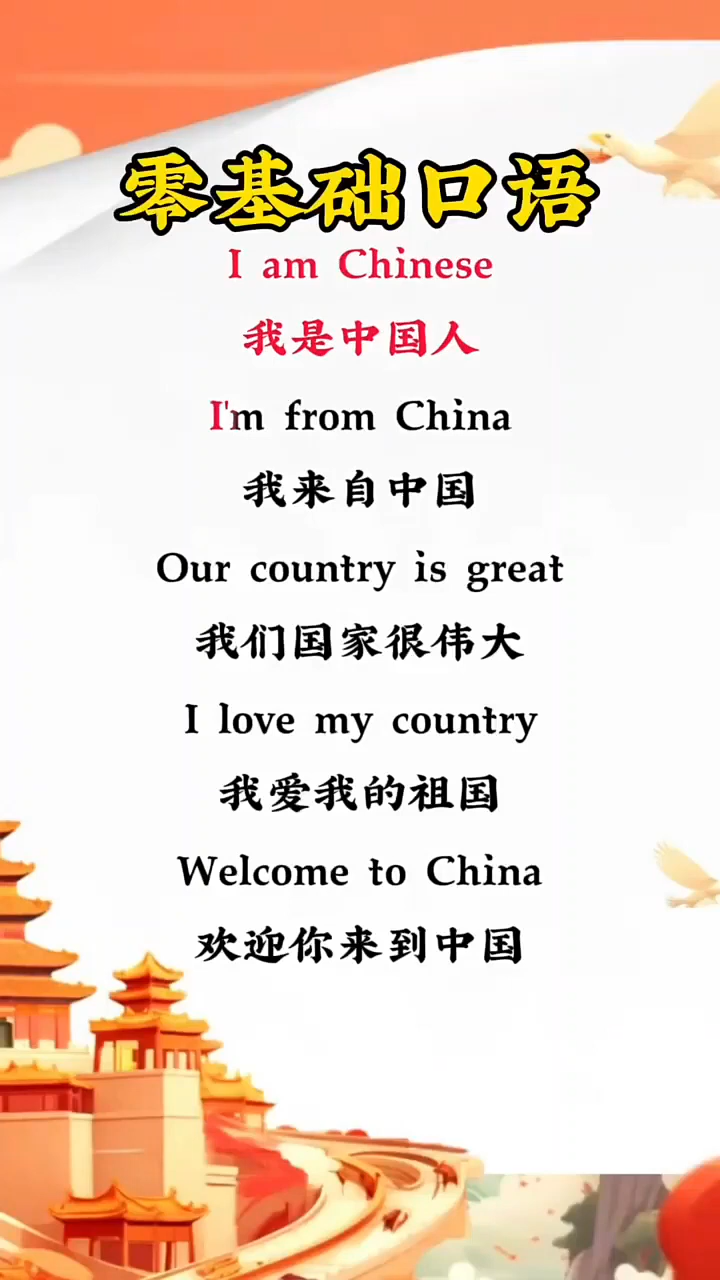 零基础口语
I am Chinese
我是中国人
I'm from China
我来自中国
Our country is great
我们国家很伟大
I love my country
我爱我的祖国
Welcome to China
欢迎你来到中国